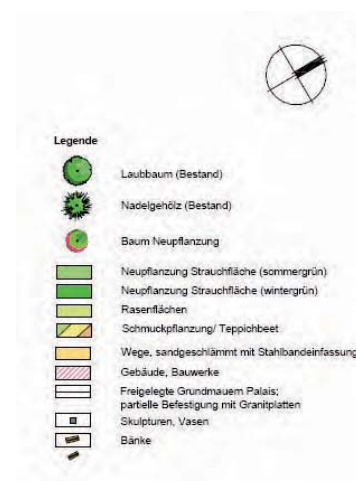 Legende
Laubbaum (Bestand)
Nadelgehölz (Bestand)
Baum Neupflanzung
Neupflanzung Strauchfläche (sommergrün)
Neupflanzung Strauchfläche (wintergrün)
Rasenflächen
Schmuckpflanzung/ Teppichbeet
Wege, sandgeschlämmt mit Stahlbandeinfassung
Gebäude, Bauwerke
Freigelegte Grundmauern Palais;
partielle Befestigung mit Granitplatten
Skulpturen, Vasen
Bänke